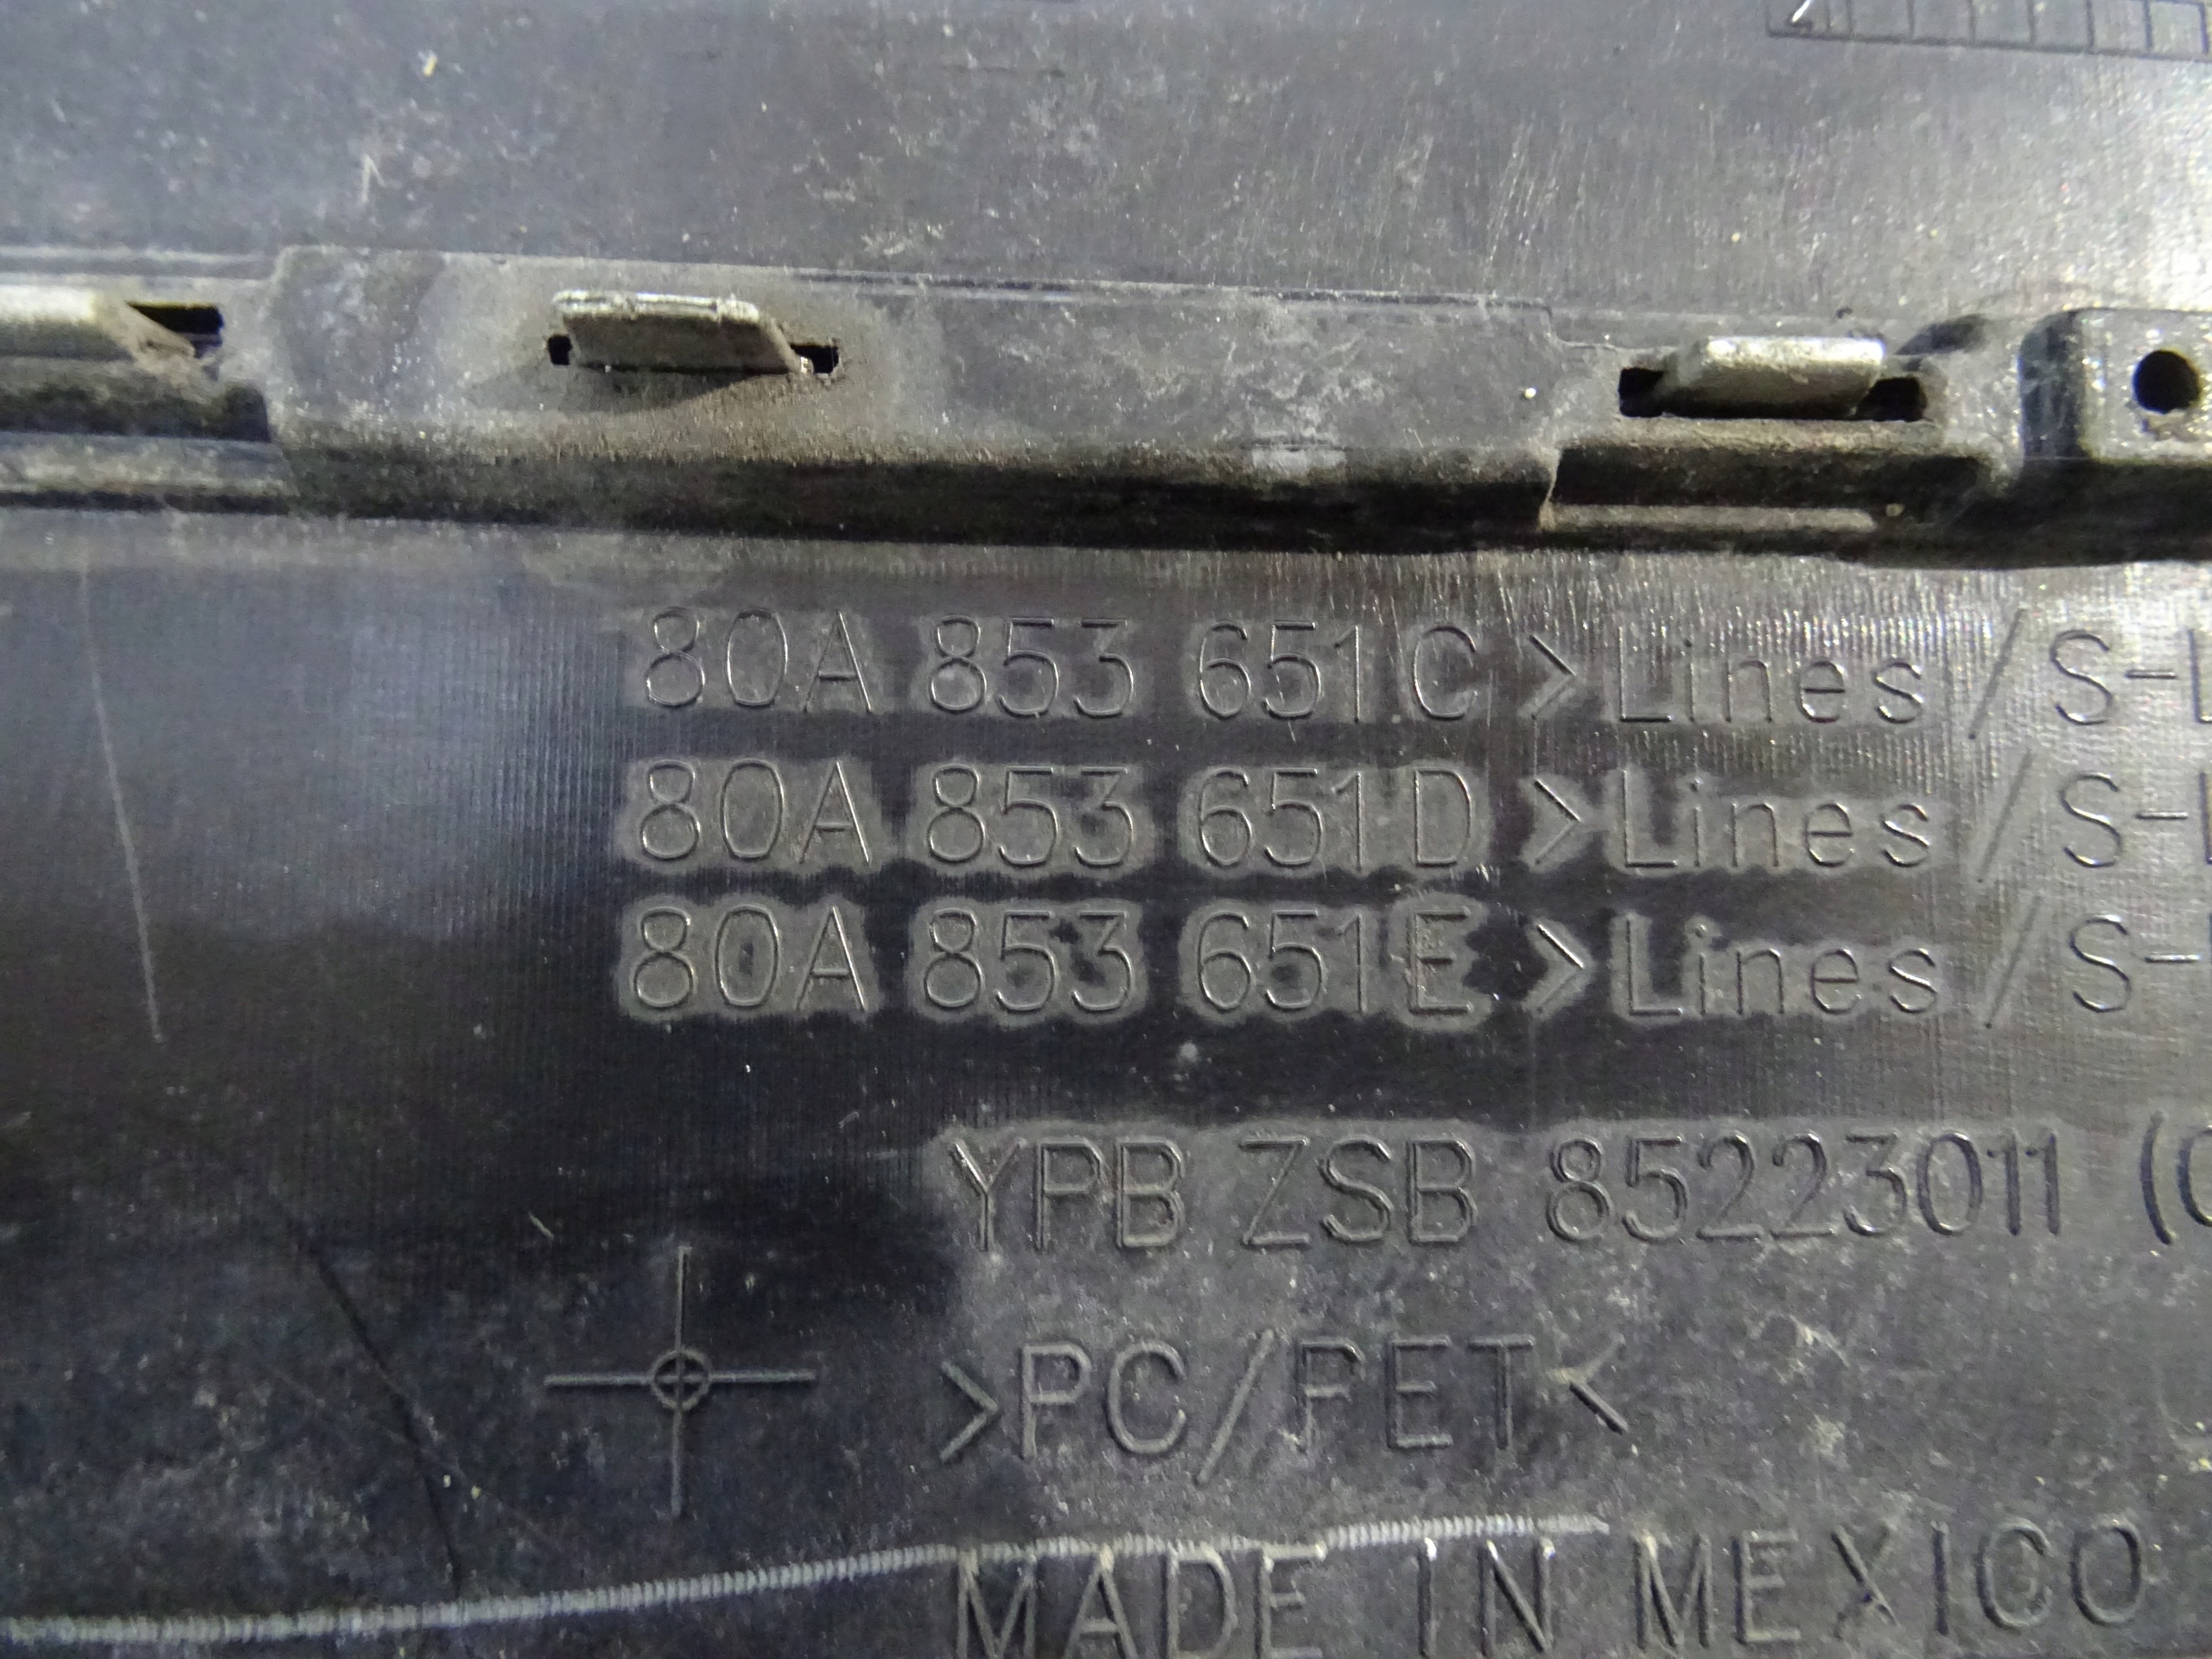 80A 853 651C >Lines/S-L
80A 853 651D >Lines/S-L
80A 853 651E >Lines/S-
YPB ZSB 85223011 (
>PC/PET<
MADE IN MEXICO